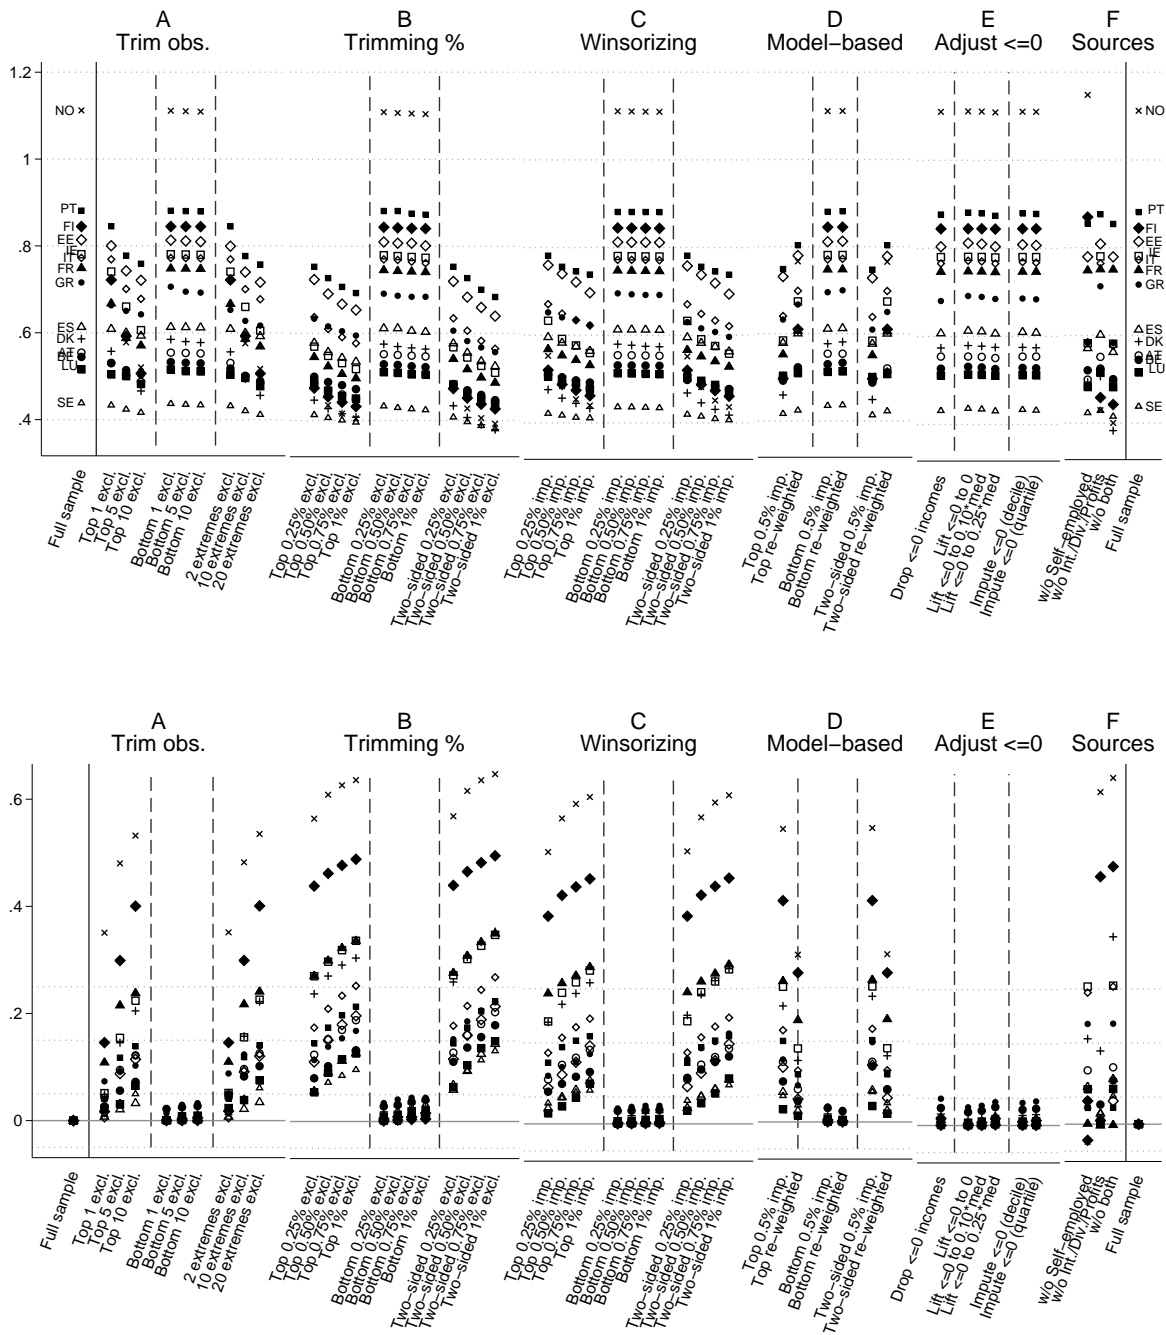 A B C D E F
Trim obs. Trimming % Winsorizing Model−based Adjust <=0 Sources
1.2
1
.8
.6
.4
NO
PT
FI
EE
IE
IT
FR
GR
ES
DK
AT
LU
SE
NO
PT
FI
EE
IE
IT
FR
GR
ES
DK
AT
LU
SE
Full sample
Top 1 excl.
Top 5 excl.
Top 10 excl.
Bottom 1 excl.
Bottom 5 excl.
Bottom 10 excl.
2 extremes excl.
10 extremes excl.
20 extremes excl.
Top 0.25% excl.
Top 0.50% excl.
Top 0.75% excl.
Top 1% excl.
Bottom 0.25% excl.
Bottom 0.50% excl.
Bottom 0.75% excl.
Bottom 1% excl.
Two−sided 0.25% excl.
Two−sided 0.50% excl.
Two−sided 0.75% excl.
Two−sided 1% excl.
Top 0.25% imp.
Top 0.50% imp.
Top 0.75% imp.
Top 1% imp.
Bottom 0.25% imp.
Bottom 0.50% imp.
Bottom 0.75% imp.
Bottom 1% imp.
Two−sided 0.25% imp.
Two−sided 0.50% imp.
Two−sided 0.75% imp.
Two−sided 1% imp.
Top 0.5% imp.
Top re−weighted
Bottom 0.5% imp.
Bottom re−weighted
Two−sided 0.5% imp.
Two−sided re−weighted
Drop <=0 incomes
Lift <=0 to 0
Lift <=0 to 0.10*med
Lift <=0 to 0.25*med
Impute <=0 (decile)
Impute <=0 (quartile)
w/o Self−employed
w/o Int./Div./Profits
w/o both
Full sample
A B C D E F
Trim obs. Trimming % Winsorizing Model−based Adjust <=0 Sources
.6
.4
.2
0
Full sample
Top 1 excl.
Top 5 excl.
Top 10 excl.
Bottom 1 excl.
Bottom 5 excl.
Bottom 10 excl.
2 extremes excl.
10 extremes excl.
20 extremes excl.
Top 0.25% excl.
Top 0.50% excl.
Top 0.75% excl.
Top 1% excl.
Bottom 0.25% excl.
Bottom 0.50% excl.
Bottom 0.75% excl.
Bottom 1% excl.
Two−sided 0.25% excl.
Two−sided 0.50% excl.
Two−sided 0.75% excl.
Two−sided 1% excl.
Top 0.25% imp.
Top 0.50% imp.
Top 0.75% imp.
Top 1% imp.
Bottom 0.25% imp.
Bottom 0.50% imp.
Bottom 0.75% imp.
Bottom 1% imp.
Two−sided 0.25% imp.
Two−sided 0.50% imp.
Two−sided 0.75% imp.
Two−sided 1% imp.
Top 0.5% imp.
Top re−weighted
Bottom 0.5% imp.
Bottom re−weighted
Two−sided 0.5% imp.
Two−sided re−weighted
Drop <=0 incomes
Lift <=0 to 0
Lift <=0 to 0.10*med
Lift <=0 to 0.25*med
Impute <=0 (decile)
Impute <=0 (quartile)
w/o Self−employed
w/o Int./Div./Profits
w/o both
Full sample